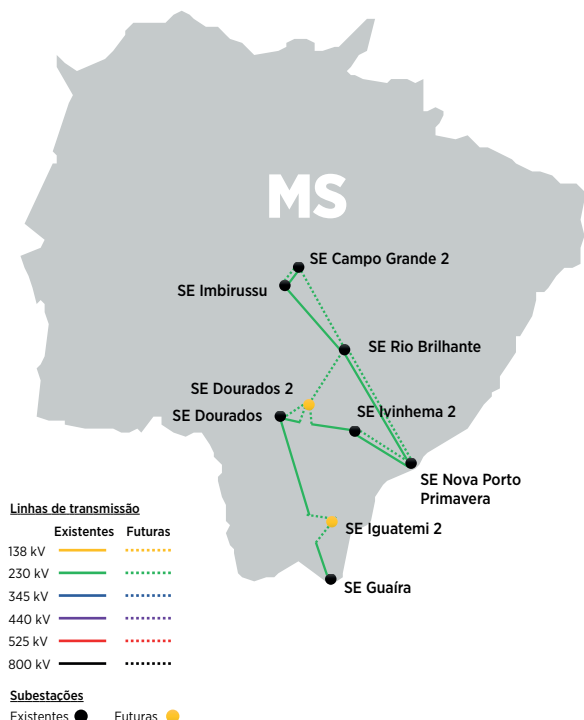 MS
SE Campo Grande 2
SE Imbirussu
SE Rio Brilhante
SE Dourados 2
SE Dourados
SE Ivinhema 2
SE Nova Porto
Primavera
SE Iguatemi 2
SE Guaíra
Linhas de transmissão
Existentes Futuras
138 kV
230 kV
345 kV
440 kV
525 kV
800 kV
Subestações
Existentes Futuras